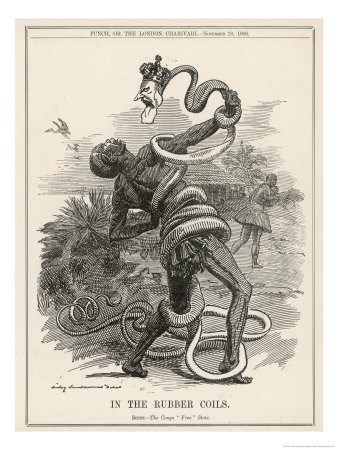 PUNCH, OR THE LONDON CHARIVARI.—November 28, 1906.
IN THE RUBBER COILS.
Scene—The Congo "Free" State.